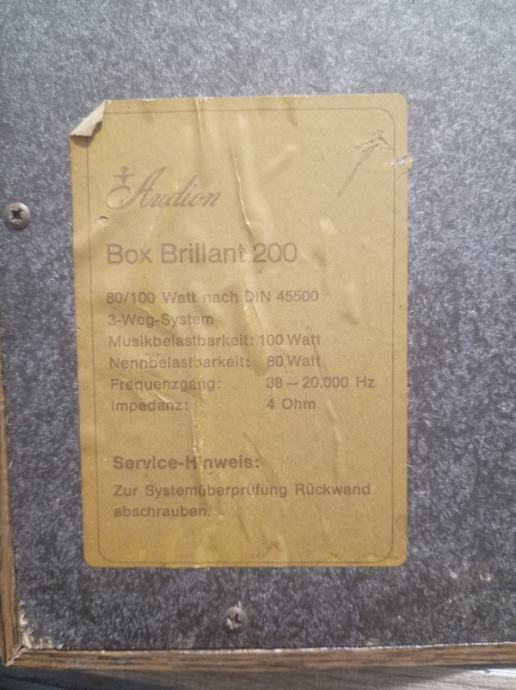 Audion
Box Brillant 200
80/100 Watt nach DIN 45500
3-Weg-System
Musikbelastbarkeit: 100 Watt
Nennbelastbarkeit: 80 Watt
Frequenzgang: 38 – 20.000 Hz
Impedanz: 4 Ohm
Service-Hinweis:
Zur Systemüberprüfung Rückwand
abschrauben.